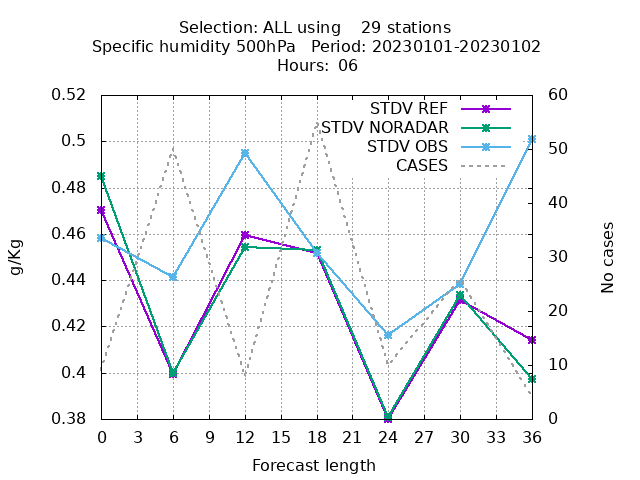 Selection: ALL using    29 stations
Specific humidity 500hPa   Period: 20230101-20230102
Hours: 06
0.52
0.5
0.48
0.46
0.44
0.42
0.4
0.38
g/Kg
STDV REF
STDV NORADAR
STDV OBS
CASES
60
50
40
30
20
10
0
No cases
0 3 6 9 12 15 18 21 24 27 30 33 36
Forecast length